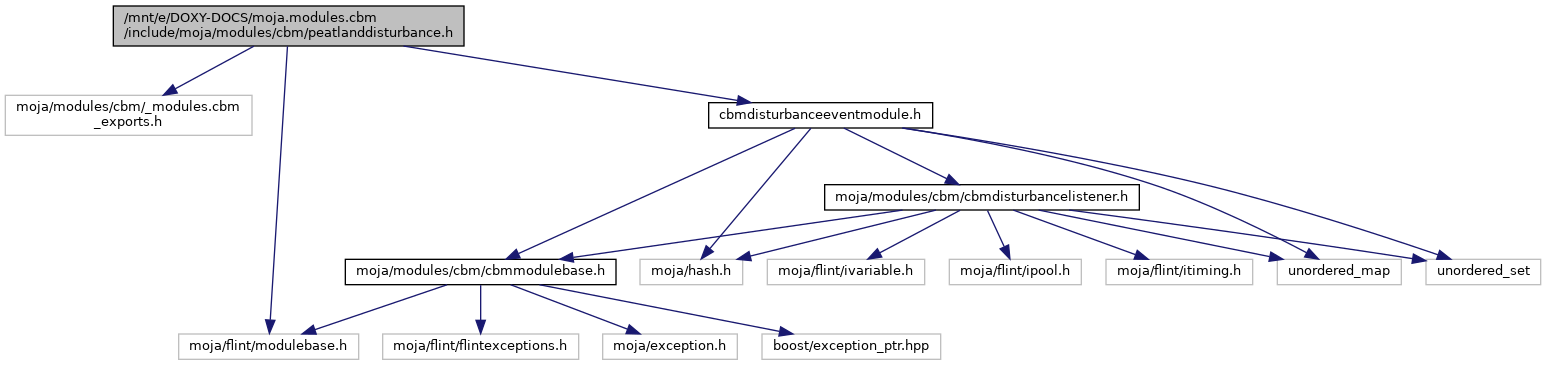 /mnt/e/DOXY-DOCS/moja.modules.cbm
/include/moja/modules/cbm/peatlanddisturbance.h
moja/modules/cbm/_modules.cbm
_exports.h
cbmdisturbanceeventmodule.h
moja/modules/cbm/cbmdisturbancelistener.h
moja/modules/cbm/cbmmodulebase.h
moja/hash.h
moja/flint/ivariable.h
moja/flint/ipool.h
moja/flint/itiming.h
unordered_map
unordered_set
moja/flint/modulebase.h
moja/flint/flintexceptions.h
moja/exception.h
boost/exception_ptr.hpp